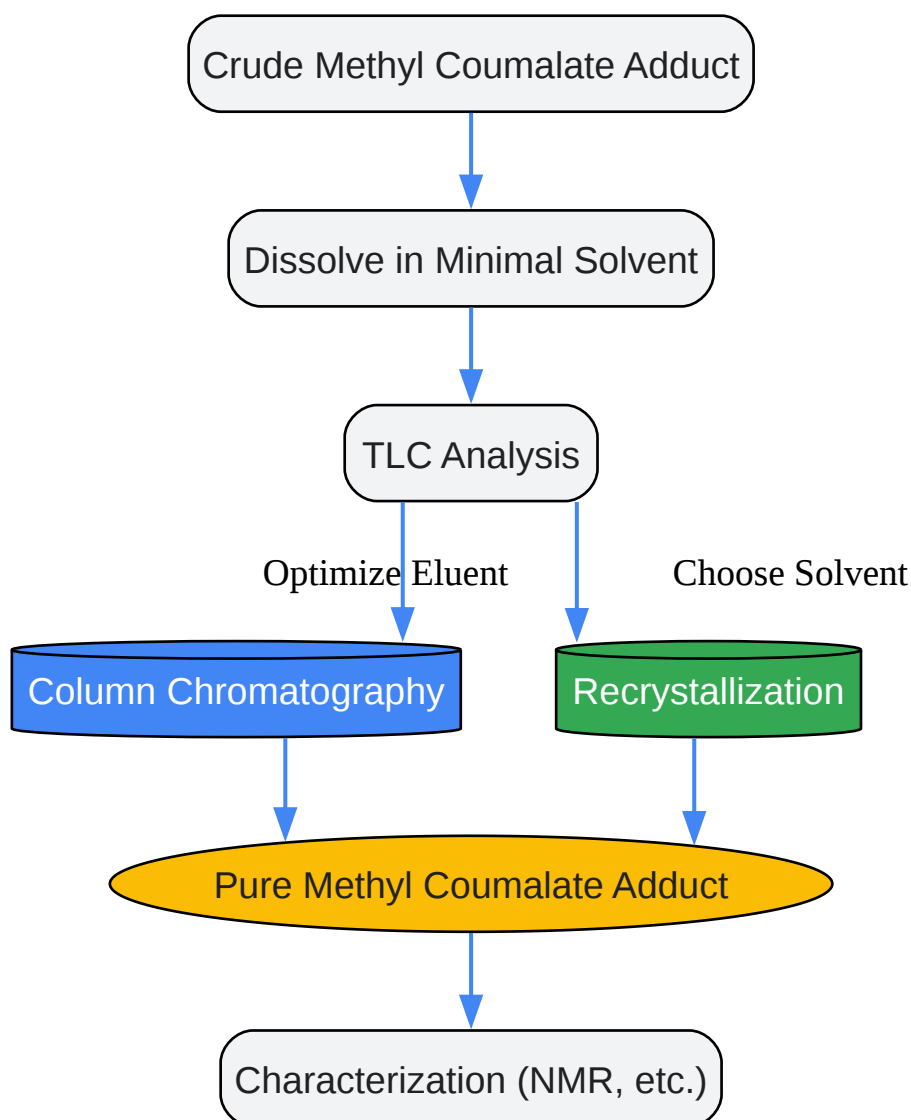 Crude Methyl Coumalate Adduct
Dissolve in Minimal Solvent
TLC Analysis
Optimize Eluent
Choose Solvent
Column Chromatography
Recrystallization
Pure Methyl Coumalate Adduct
Characterization (NMR, etc.)